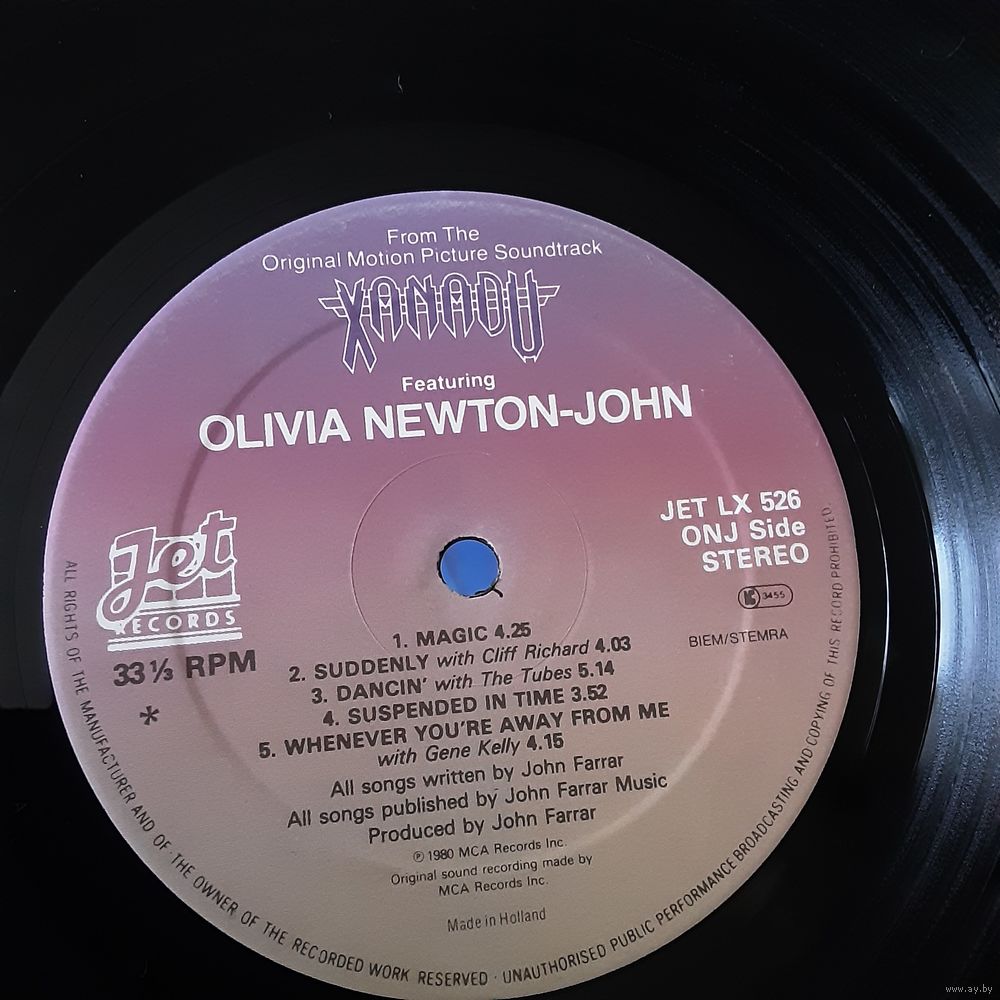 From The
Original Motion Picture Soundtrack
XANADU
Featuring
OLIVIA NEWTON-JOHN
JET LX 526
ONJ Side
STEREO
3455
BIEM/STEMRA
Jet
RECORDS
33⅓ RPM
*
1. MAGIC 4.25
2. SUDDENLY with Cliff Richard 4.03
3. DANCIN' with The Tubes 5.14
4. SUSPENDED IN TIME 3.52
5. WHENEVER YOU'RE AWAY FROM ME
with Gene Kelly 4.15
All songs written by John Farrar
All songs published by John Farrar Music
Produced by John Farrar
℗ 1980 MCA Records Inc.
Original sound recording made by
MCA Records Inc.
Made in Holland
ALL RIGHTS OF THE MANUFACTURER AND OF THE OWNER OF THE RECORDED WORK RESERVED · UNAUTHORISED PUBLIC PERFORMANCE BROADCASTING AND COPYING OF THIS RECORD PROHIBITED.
www.ay.by